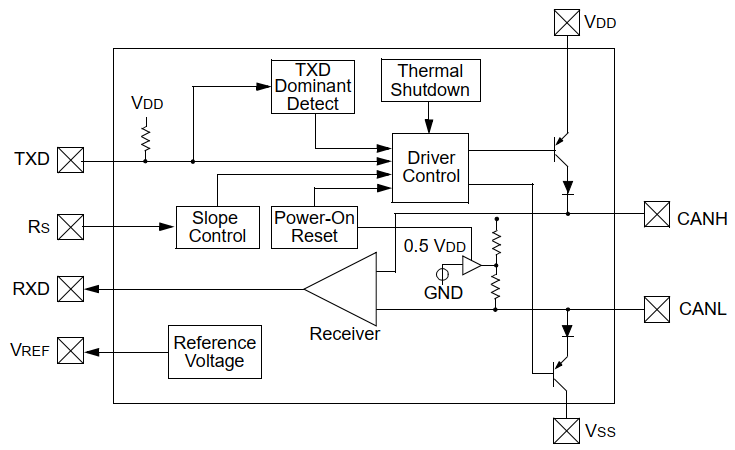 VDD
TXD
Dominant
Detect
Thermal
Shutdown
VDD
TXD
Driver
Control
RS
Slope
Control
Power-On
Reset
CANH
0.5 VDD
GND
RXD
CANL
Receiver
VREF
Reference
Voltage
VSS